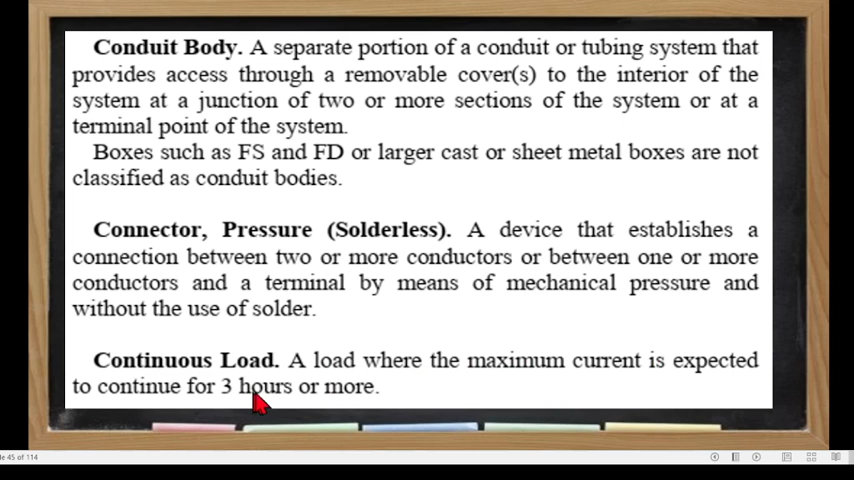 Conduit Body. A separate portion of a conduit or tubing system that
provides access through a removable cover(s) to the interior of the
system at a junction of two or more sections of the system or at a
terminal point of the system.
Boxes such as FS and FD or larger cast or sheet metal boxes are not
classified as conduit bodies.
Connector, Pressure (Solderless). A device that establishes a
connection between two or more conductors or between one or more
conductors and a terminal by means of mechanical pressure and
without the use of solder.
Continuous Load. A load where the maximum current is expected
to continue for 3 hours or more.
de 45 of 114